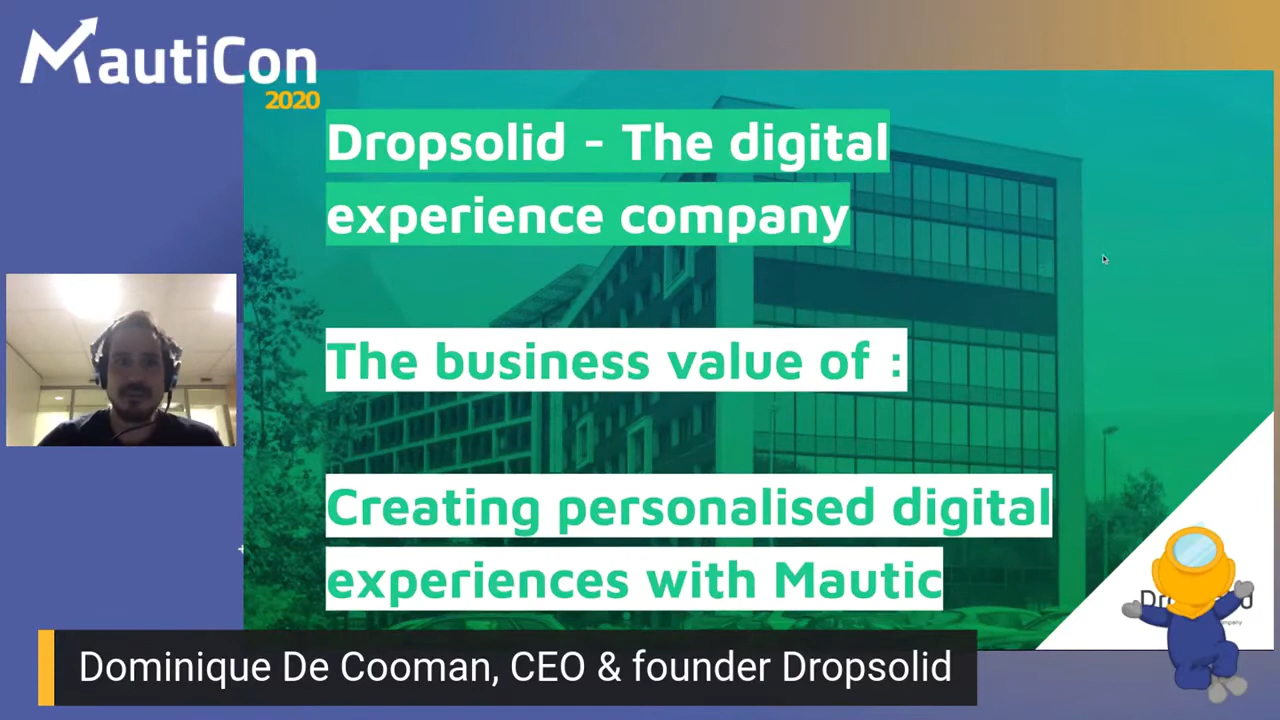 MautiCon
2020
Dropsolid - The digital
experience company
The business value of :
Creating personalised digital
experiences with Mautic
Dominique De Cooman, CEO & founder Dropsolid